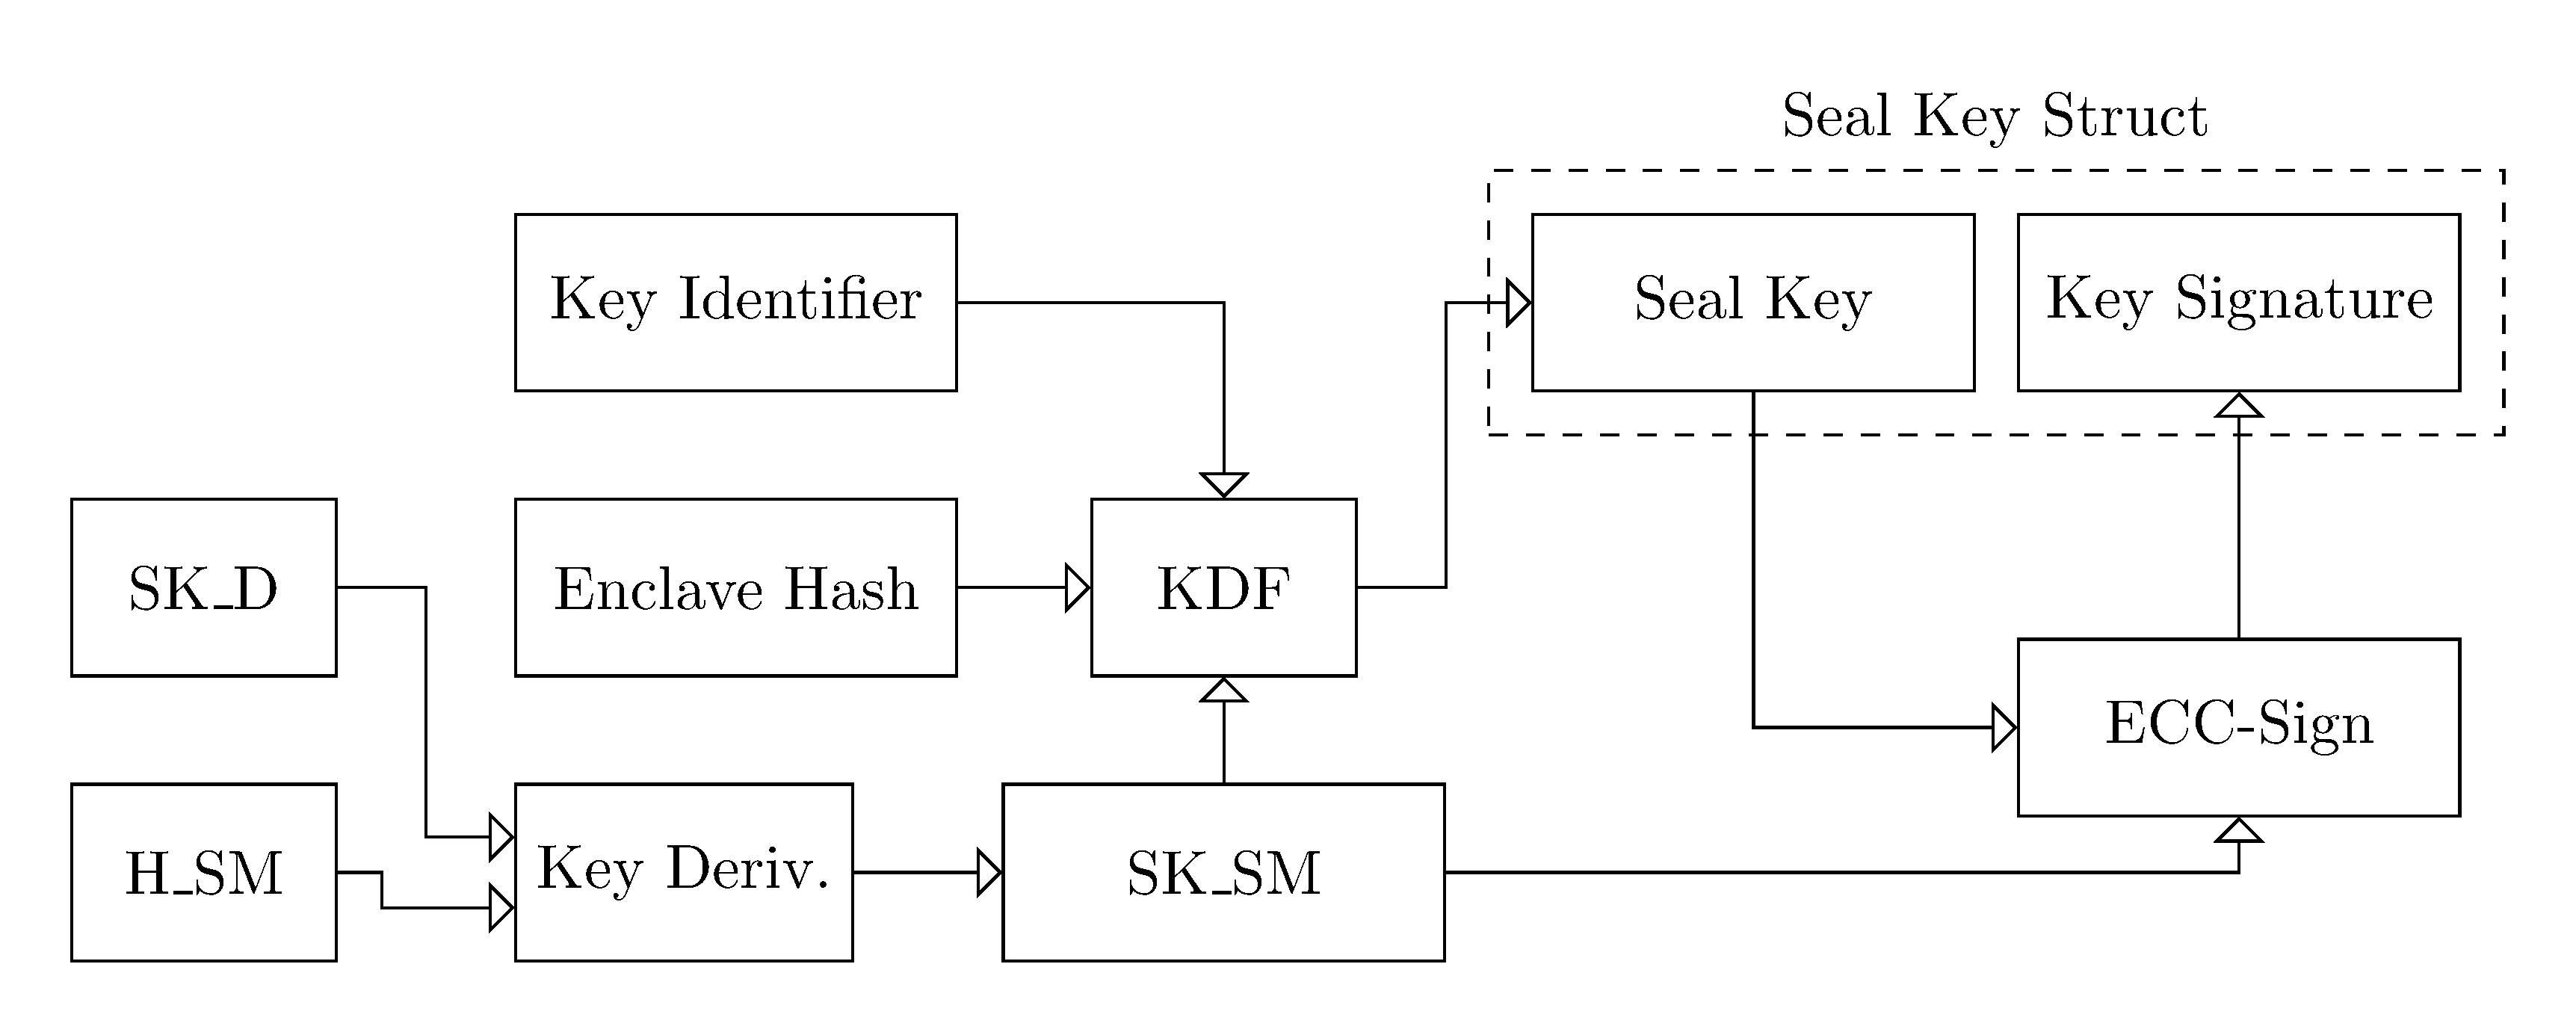 Seal Key Struct
Key Identifier
Seal Key
Key Signature
SK_D
Enclave Hash
KDF
ECC-Sign
H_SM
Key Deriv.
SK_SM